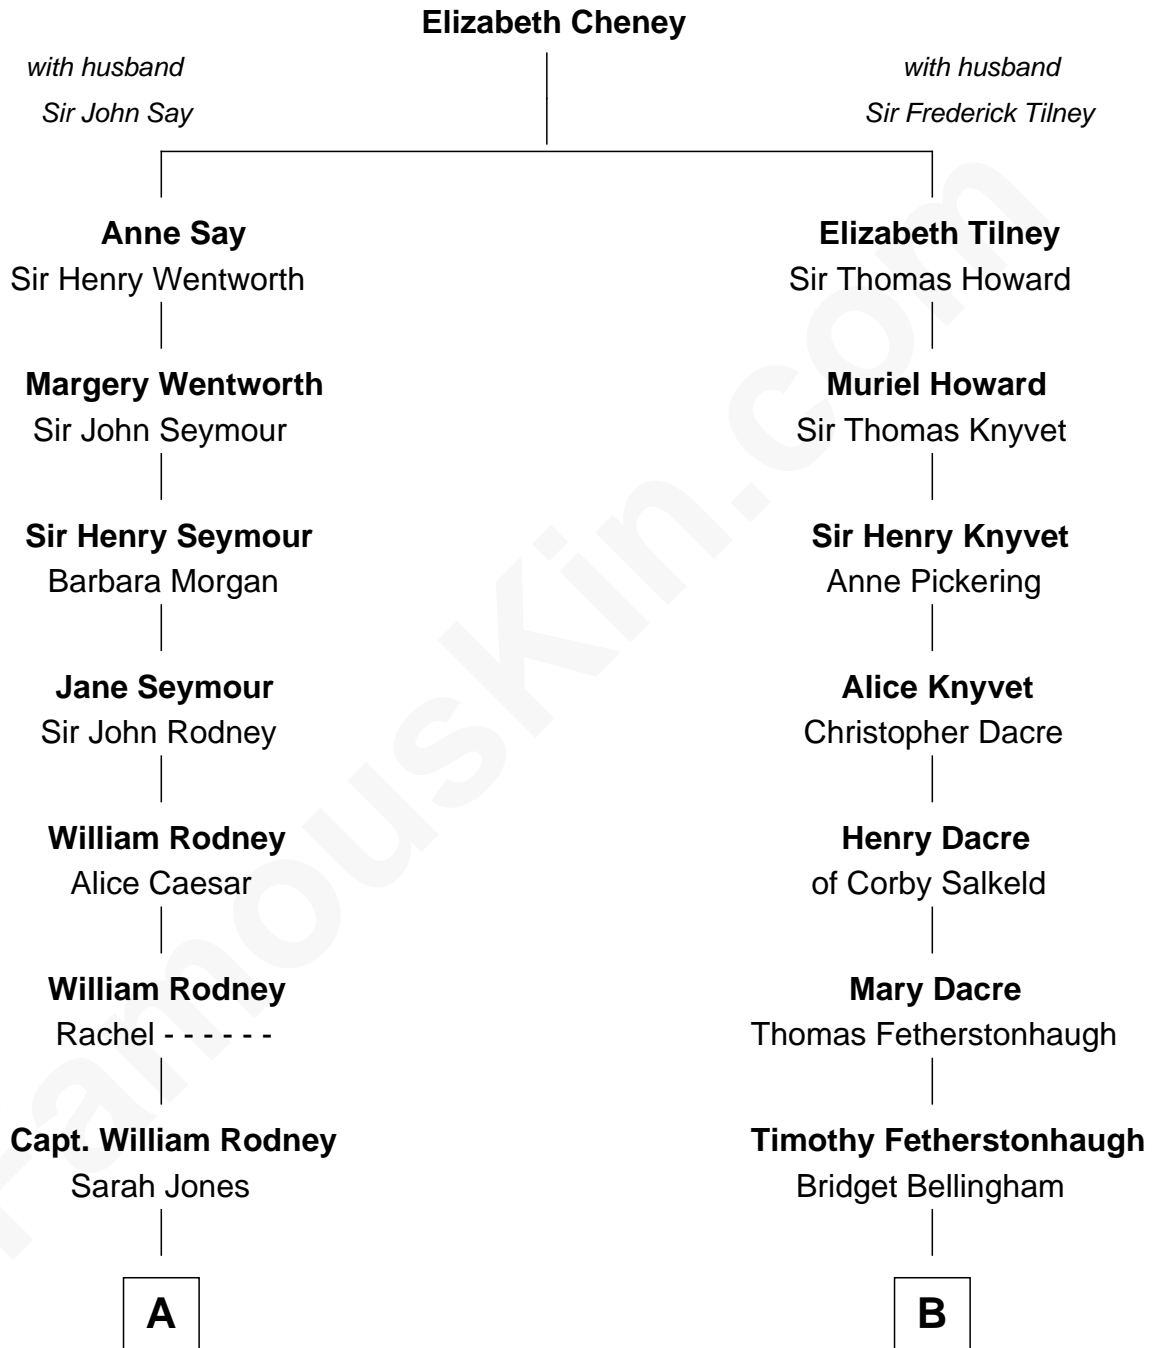 Elizabeth Cheney
with husband
Sir John Say
with husband
Sir Frederick Tilney
Anne Say
Sir Henry Wentworth
Elizabeth Tilney
Sir Thomas Howard
Margery Wentworth
Sir John Seymour
Muriel Howard
Sir Thomas Knyvet
Sir Henry Seymour
Barbara Morgan
Sir Henry Knyvet
Anne Pickering
Jane Seymour
Sir John Rodney
Alice Knyvet
Christopher Dacre
William Rodney
Alice Caesar
Henry Dacre
of Corby Salkeld
William Rodney
Rachel - - - - - -
Mary Dacre
Thomas Fetherstonhaugh
Capt. William Rodney
Sarah Jones
Timothy Fetherstonhaugh
Bridget Bellingham
A
B
FamousKin.com